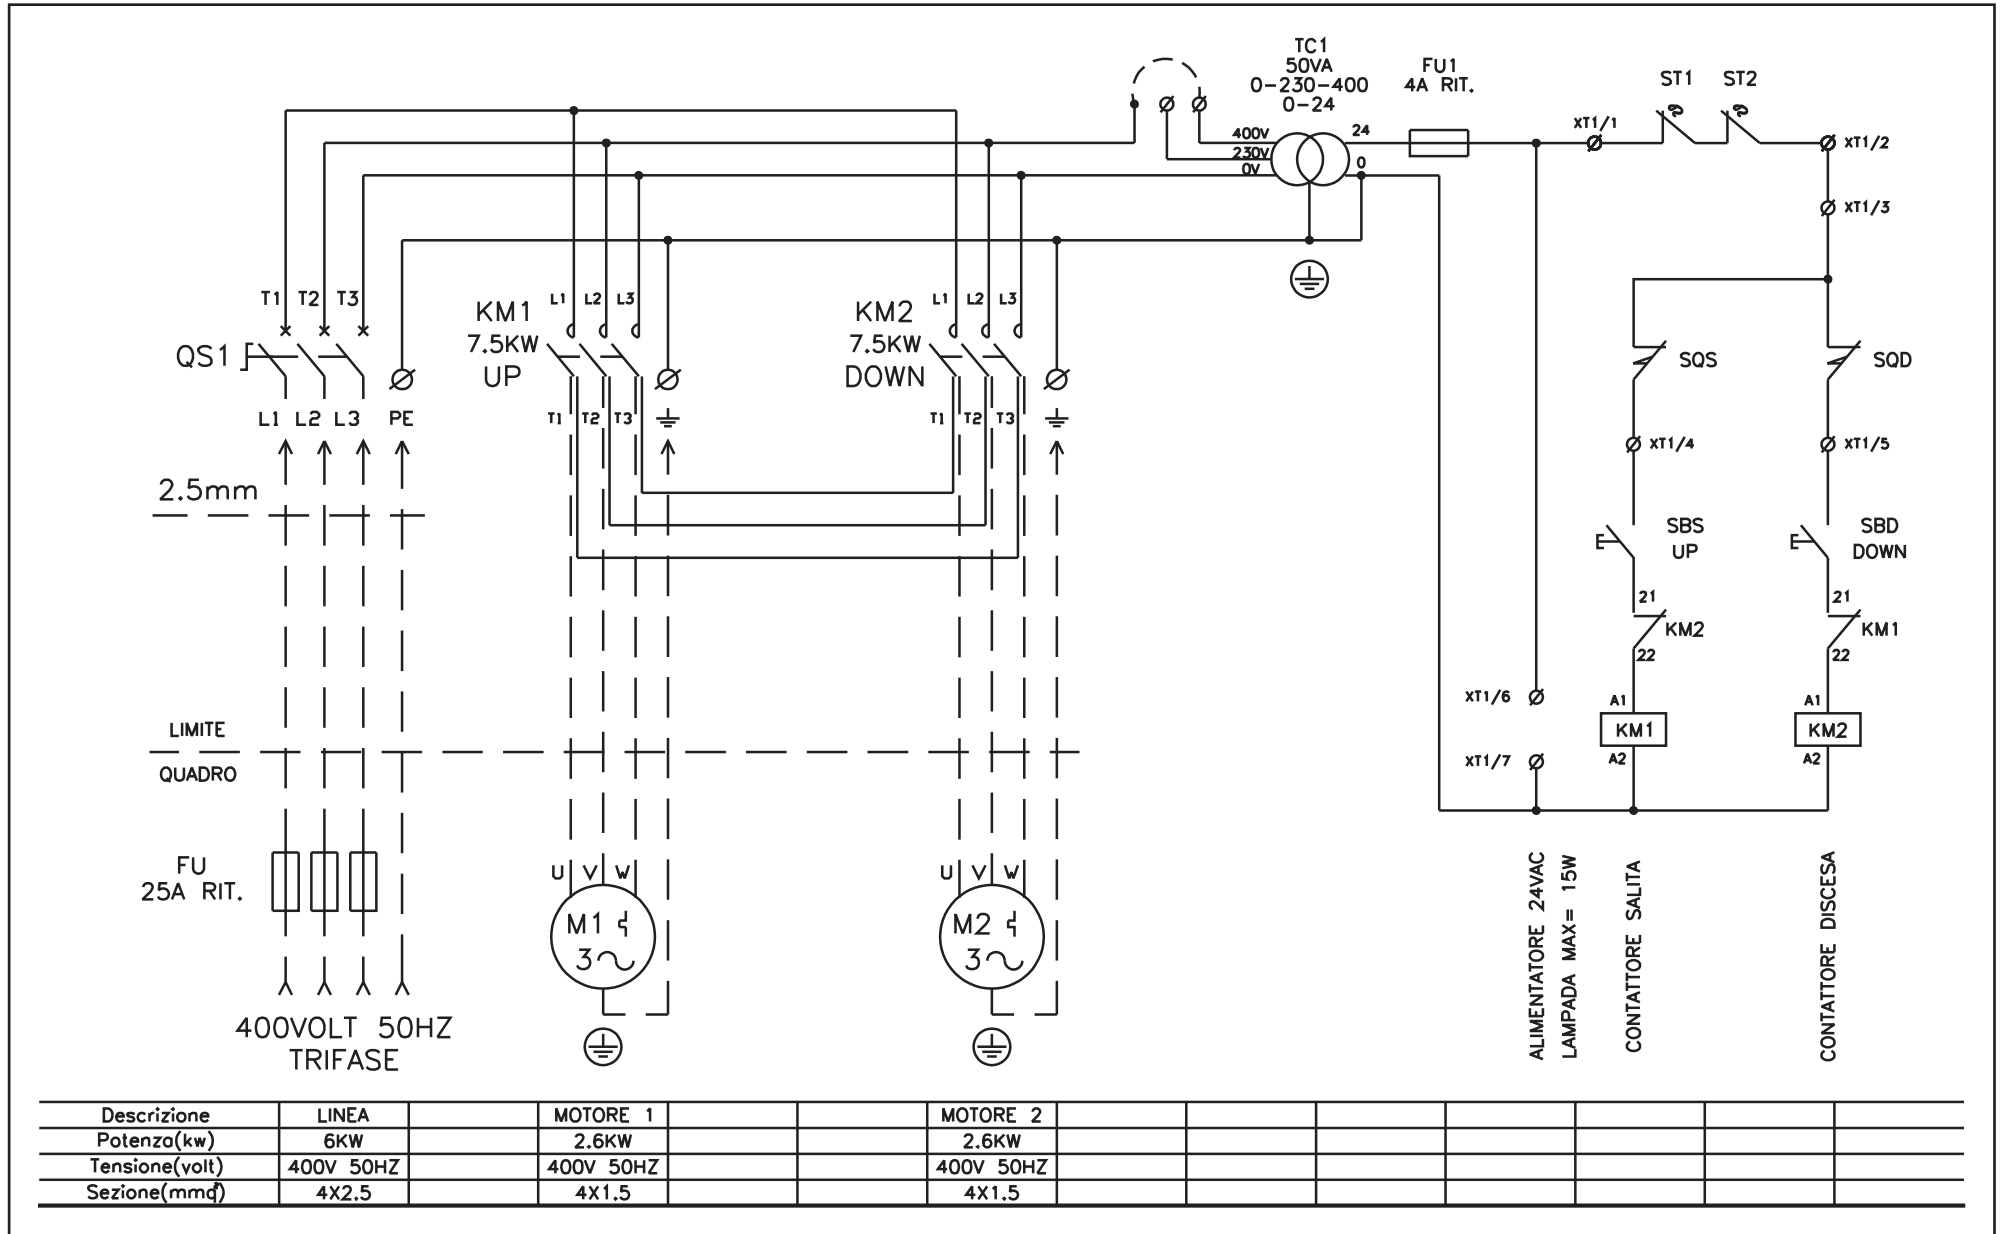 TC1
50VA
0-230-400
0-24
FU1
4A RIT.
ST1
ST2
400V
230V
0V
24
0
XT1/1
XT1/2
XT1/3
T1
T2
T3
QS1
L1
L2
L3
PE
KM1
7.5KW
UP
L1
L2
L3
T1
T2
T3
KM2
7.5KW
DOWN
L1
L2
L3
T1
T2
T3
2.5mm
SQS
SQD
XT1/4
XT1/5
SBS
UP
SBD
DOWN
21
KM2
22
21
KM1
22
XT1/6
XT1/7
A1
KM1
A2
A1
KM2
A2
LIMITE
QUADRO
FU
25A RIT.
U V W
M1
3
U V W
M2
3
400VOLT 50HZ
TRIFASE
ALIMENTATORE 24VAC
LAMPADA MAX= 15W
CONTATTORE SALITA
CONTATTORE DISCESA
Descrizione LINEA MOTORE 1 MOTORE 2
Potenza(kw) 6KW 2.6KW 2.6KW
Tensione(volt) 400V 50HZ 400V 50HZ 400V 50HZ
Sezione(mmq²) 4X2.5 4X1.5 4X1.5